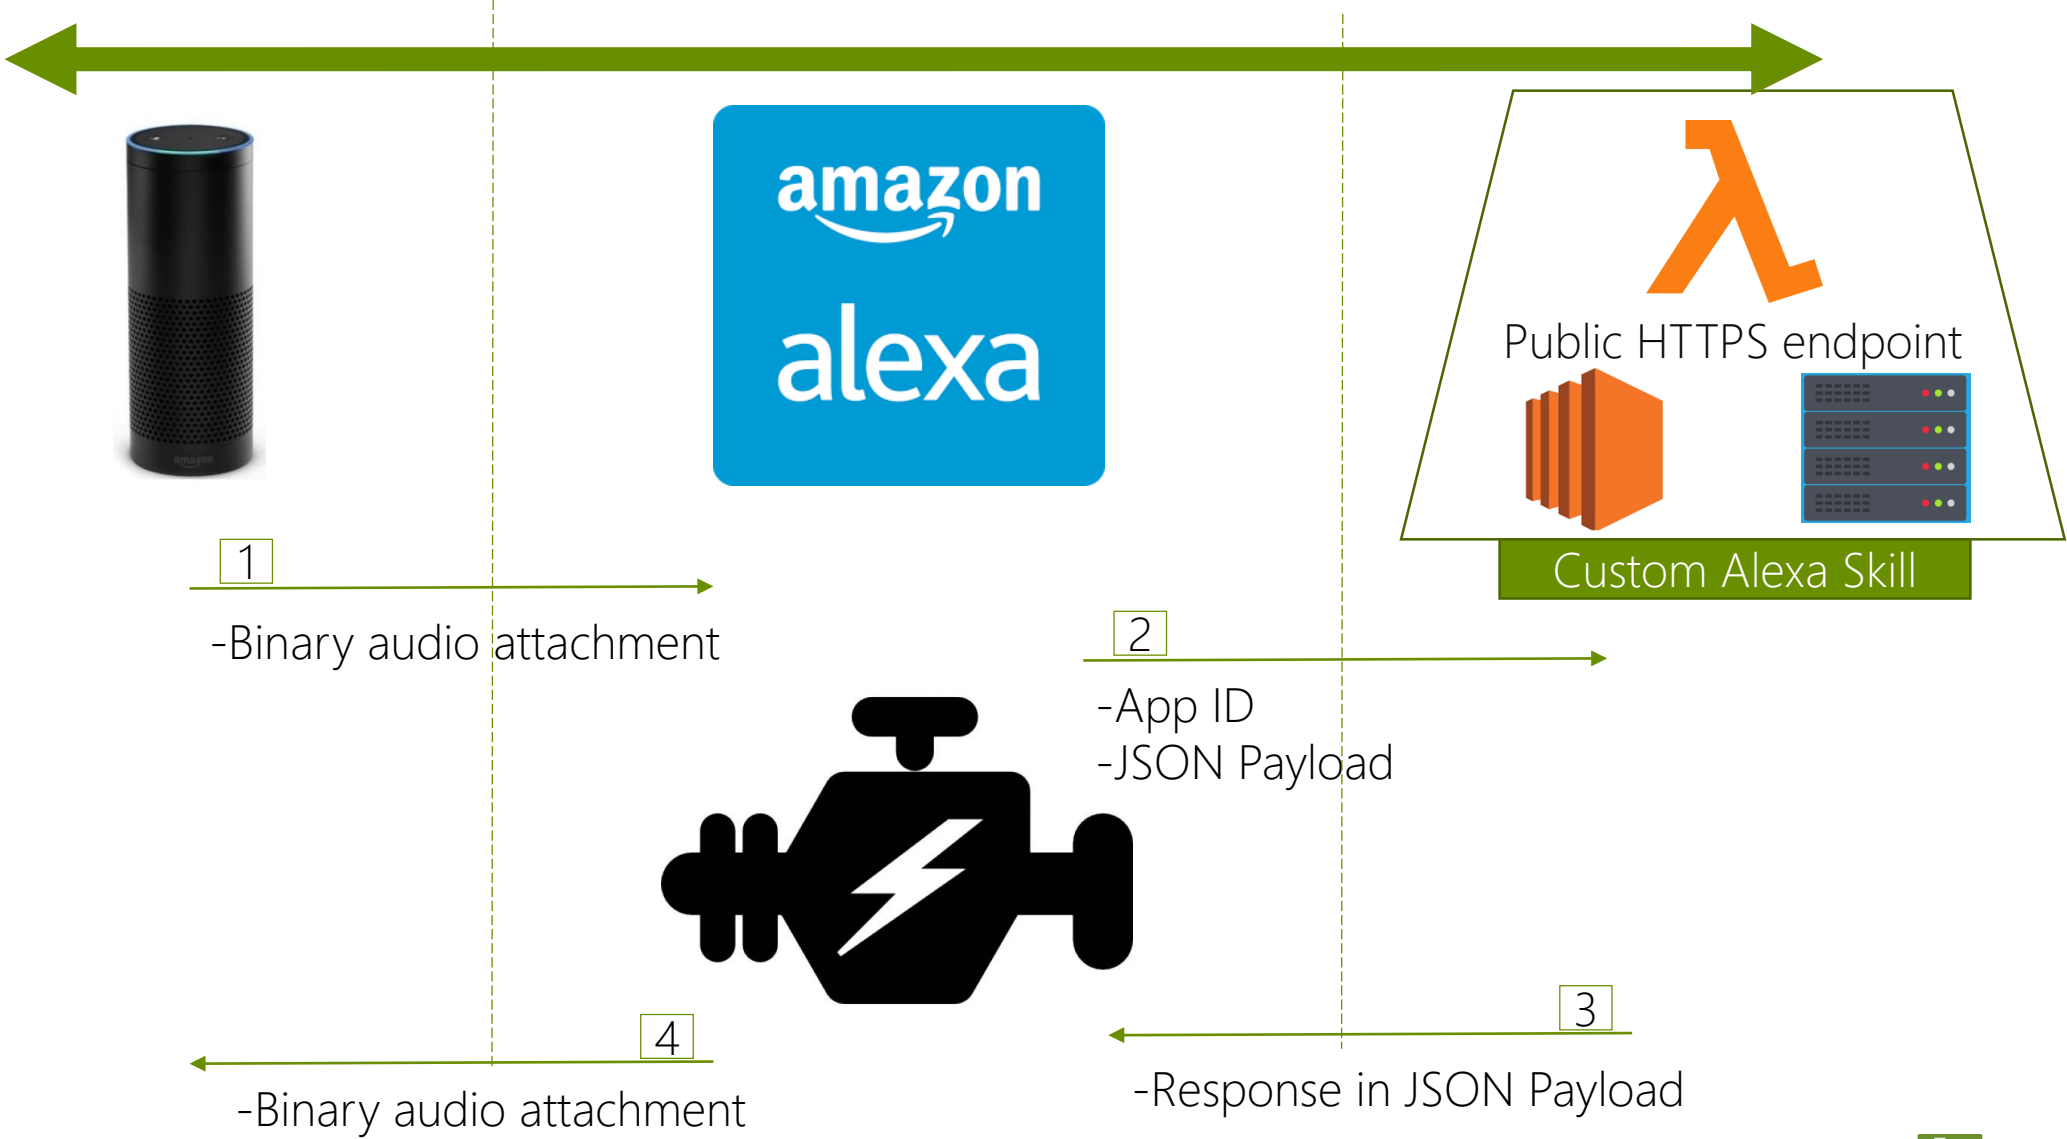 amazon
alexa
amazon
Public HTTPS endpoint
Custom Alexa Skill
1
-Binary audio attachment
2
-App ID
-JSON Payload
3
-Response in JSON Payload
4
-Binary audio attachment